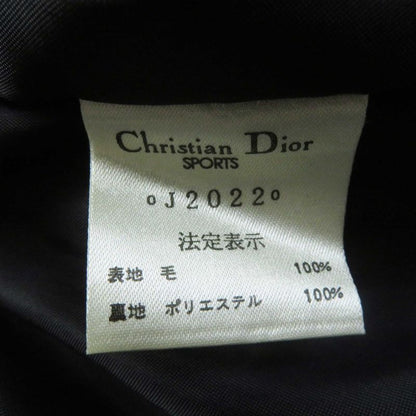 Christian Dior
SPORTS
oJ2022o
法定表示
表地 毛 100%
裏地 ポリエステル 100%